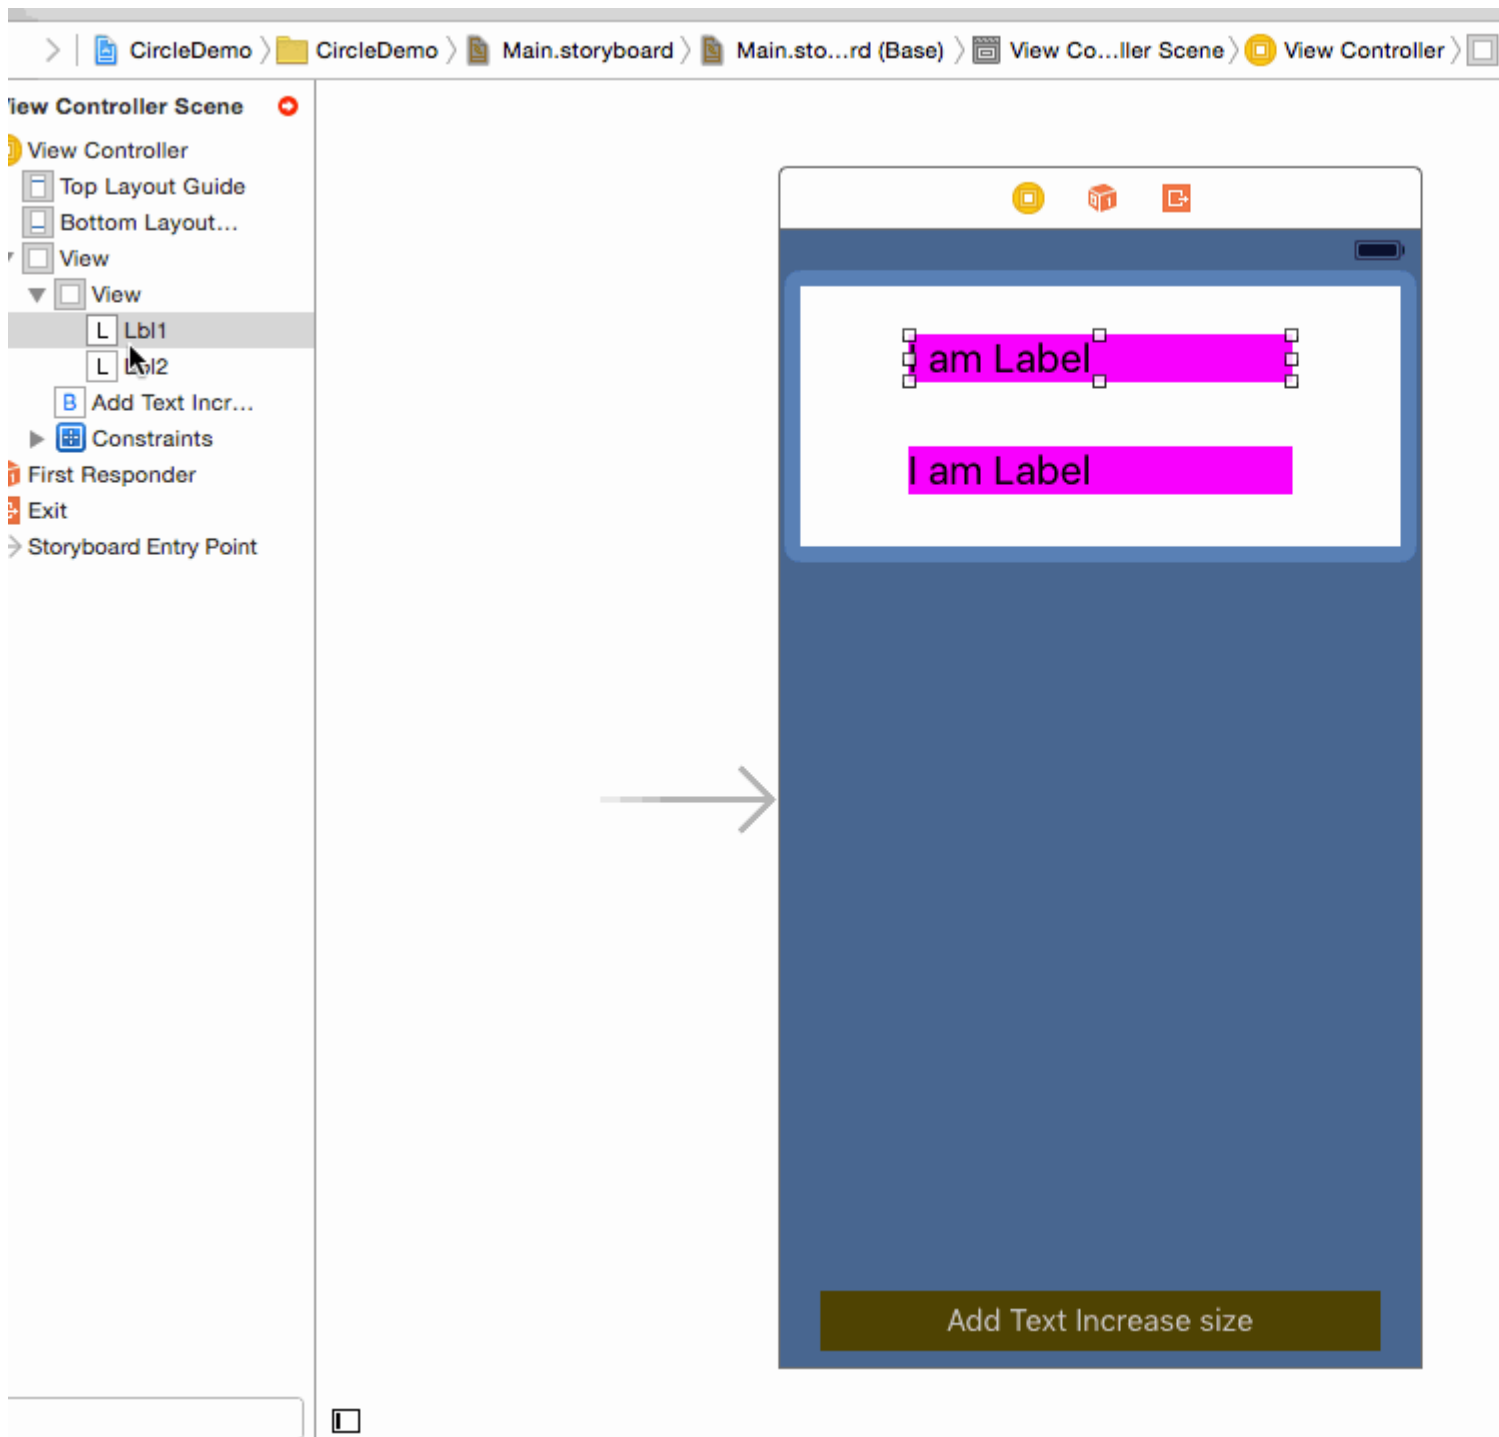 CircleDemo CircleDemo Main.storyboard Main.sto...rd (Base) View Co...ller Scene View Controller
iew Controller Scene
View Controller
Top Layout Guide
Bottom Layout...
View
View
L Lbl1
L Lbl2
B Add Text Incr...
Constraints
First Responder
Exit
Storyboard Entry Point
I am Label
I am Label
Add Text Increase size